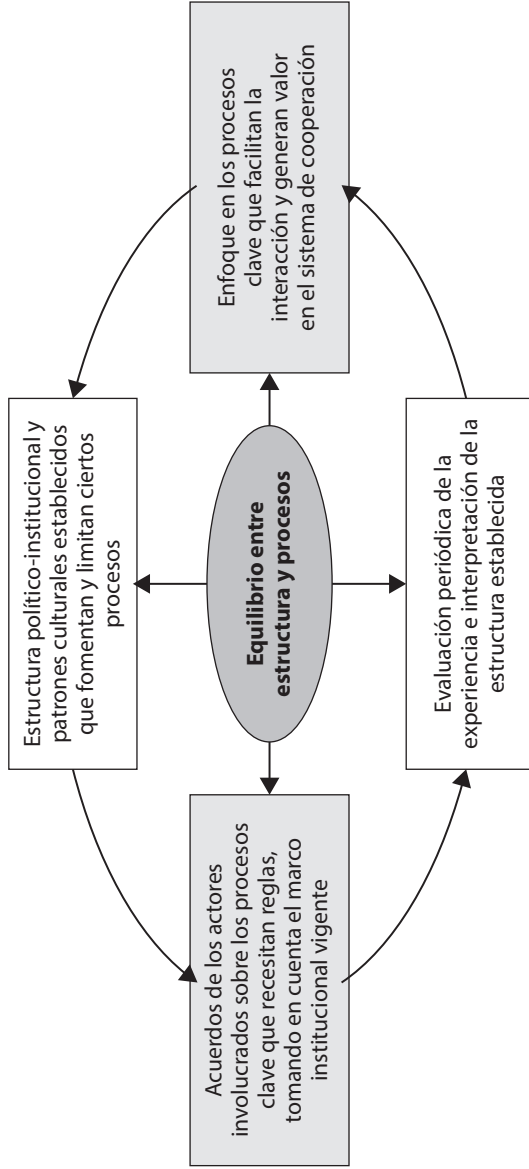 Estructura político-institucional y
patrones culturales establecidos
que fomentan y limitan ciertos
procesos
Acuerdos de los actores
involucrados sobre los procesos
clave que necesitan reglas,
tomando en cuenta el marco
institucional vigente
Equilibrio entre
estructura y procesos
Enfoque en los procesos
clave que facilitan la
interacción y generan valor
en el sistema de cooperación
Evaluación periódica de la
experiencia e interpretación de la
estructura establecida